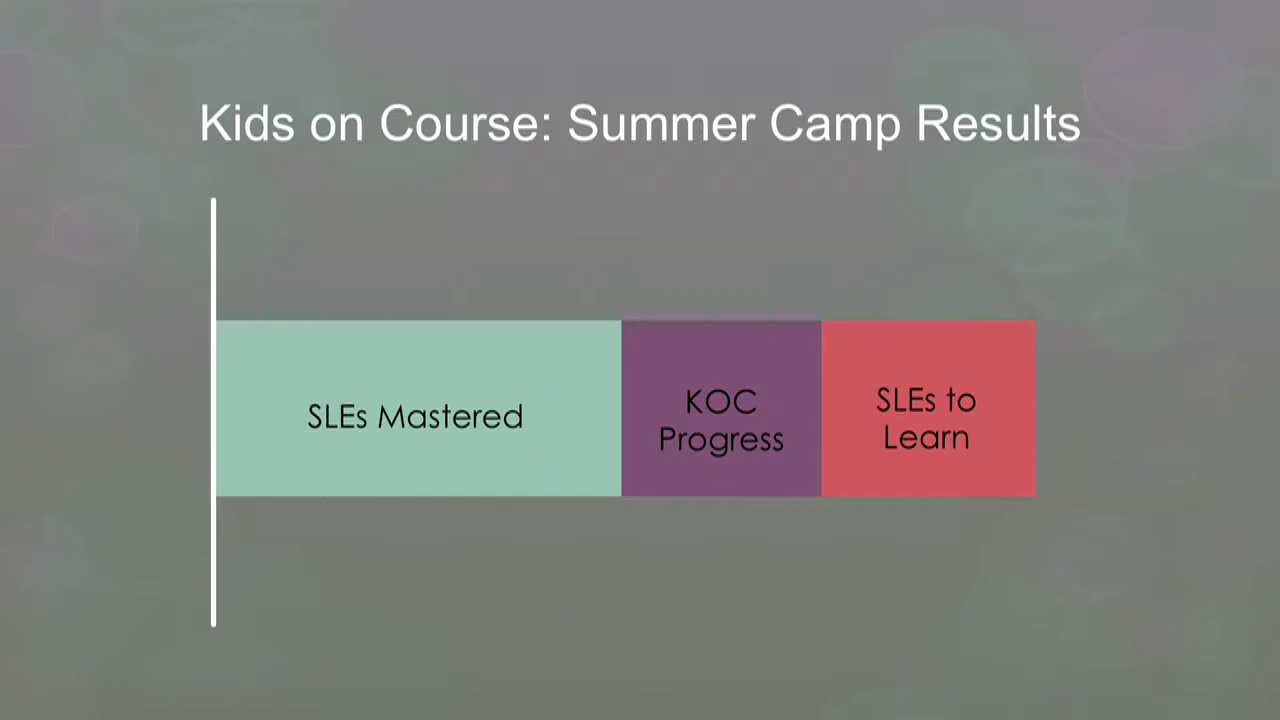 Kids on Course: Summer Camp Results
SLEs Mastered
KOC
Progress
SLEs to
Learn